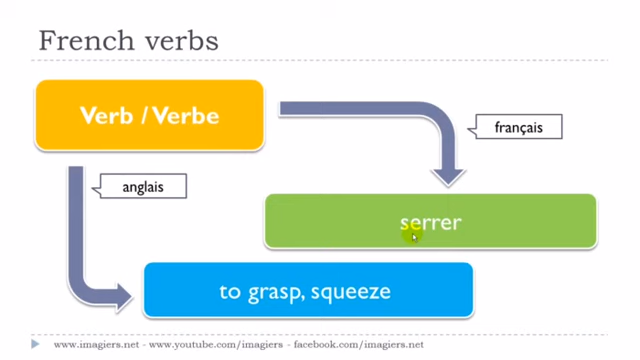 French verbs
Verb / Verbe
français
anglais
serrer
to grasp, squeeze
www.imagiers.net - www.youtube.com/imagiers - facebook.com/imagiers.net